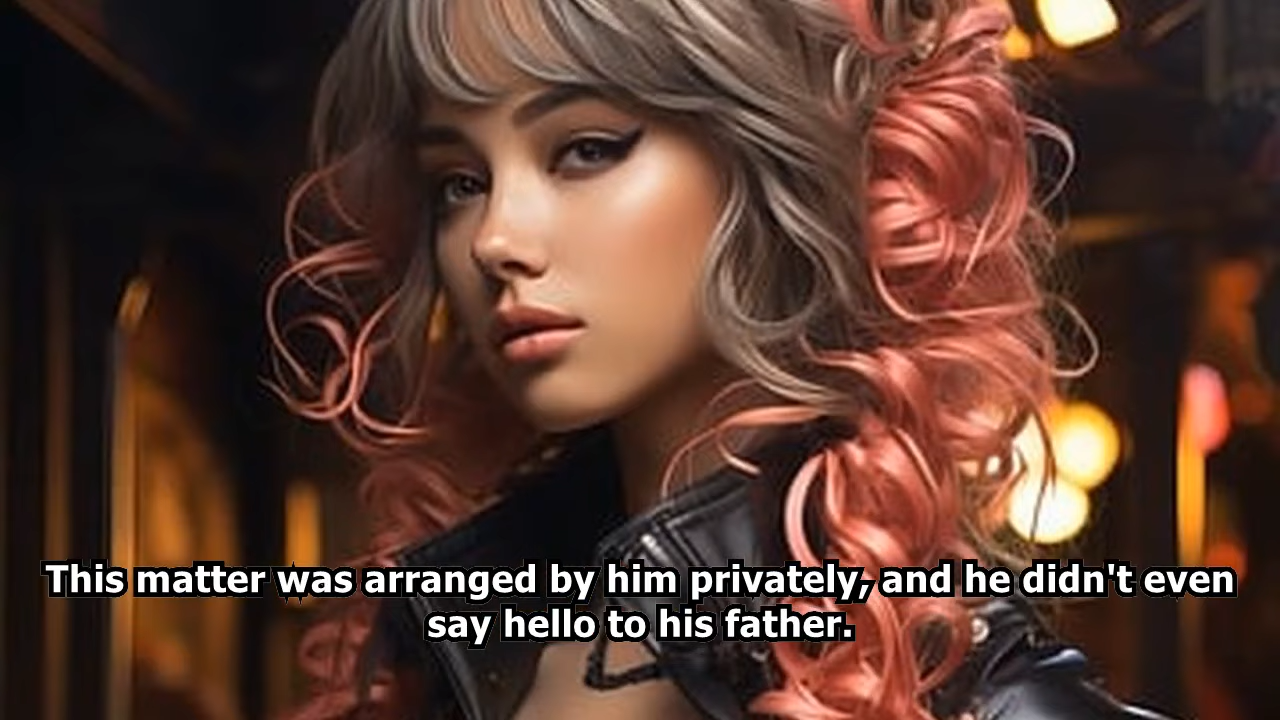 This matter was arranged by him privately, and he didn't even
say hello to his father.